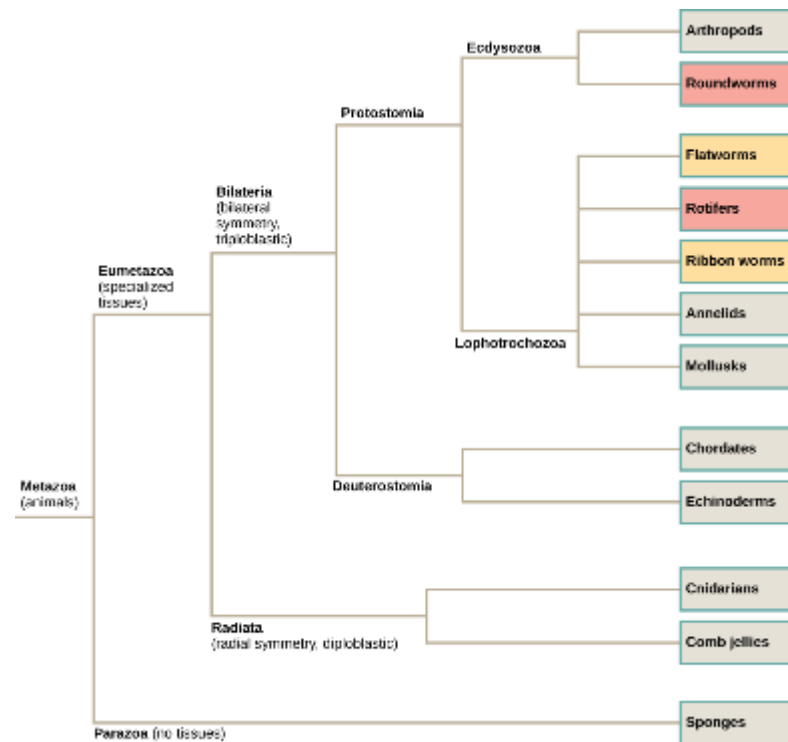 Arthropods
Ecdysozoa
Roundworms
Protostomia
Flatworms
Bilateria
(bilateral
symmetry,
triploblastic)
Rotifers
Ribbon worms
Eumetazoa
(specialized
tissues)
Annelids
Lophotrochozoa
Mollusks
Chordates
Metazoa
(animals)
Deuterostomia
Echinoderms
Cnidarians
Radiata
(radial symmetry, diploblastic)
Comb jellies
Sponges
Parazoa (no tissues)